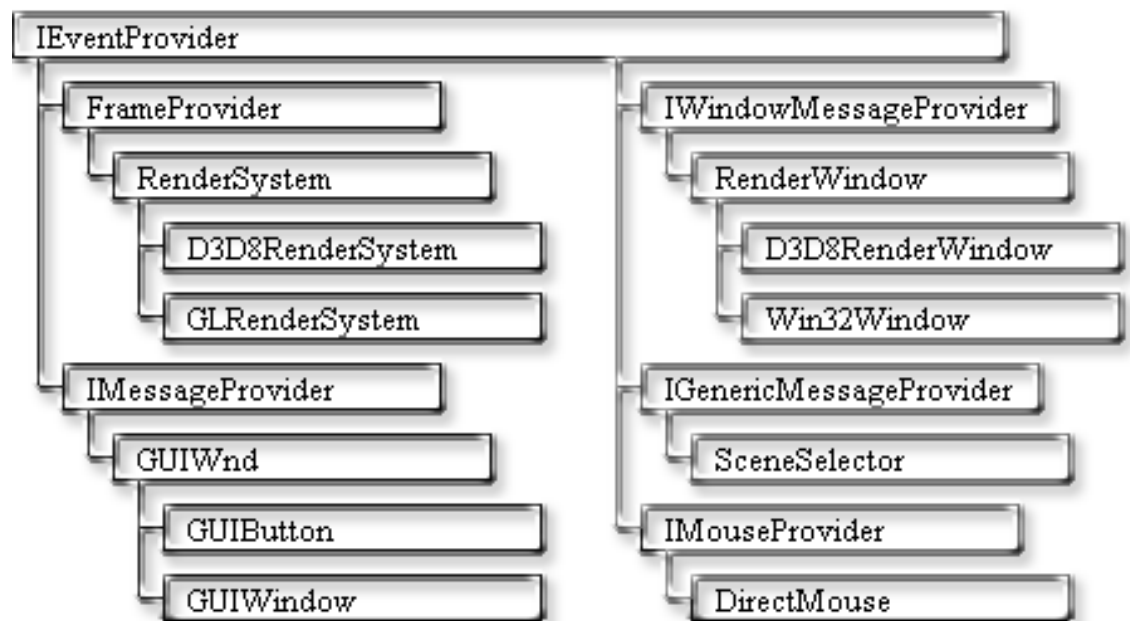 IEventProvider
FrameProvider
RenderSystem
D3D8RenderSystem
GLRenderSystem
IMessageProvider
GUIWnd
GUIButton
GUIWindow
IWindowMessageProvider
RenderWindow
D3D8RenderWindow
Win32Window
IGenericMessageProvider
SceneSelector
IMouseProvider
DirectMouse